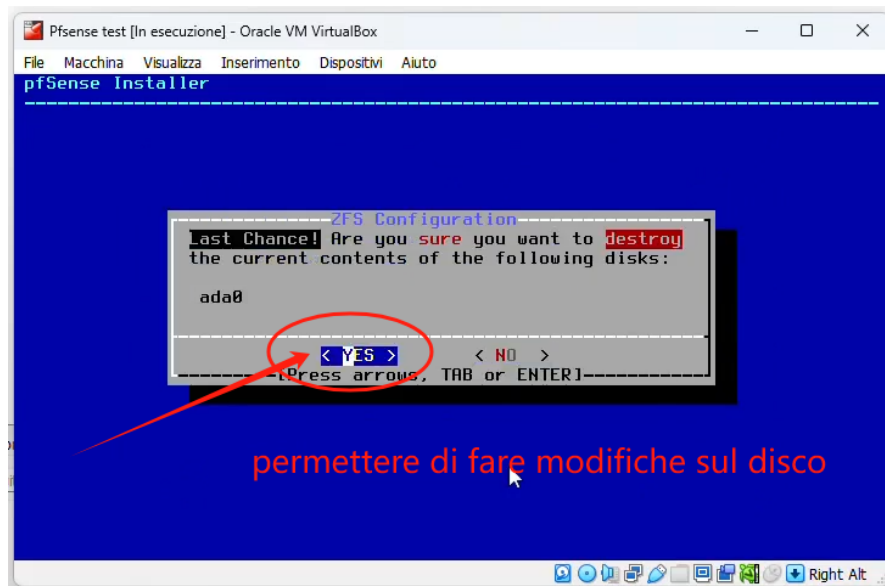 Pfsense test [In esecuzione] - Oracle VM VirtualBox
File Macchina Visualizza Inserimento Dispositivi Aiuto
pfSense Installer
ZFS Configuration
Last Chance! Are you sure you want to destroy
the current contents of the following disks:
ada0
< YES > < NO >
[Press arrows, TAB or ENTER]
permettere di fare modifiche sul disco
Right Alt